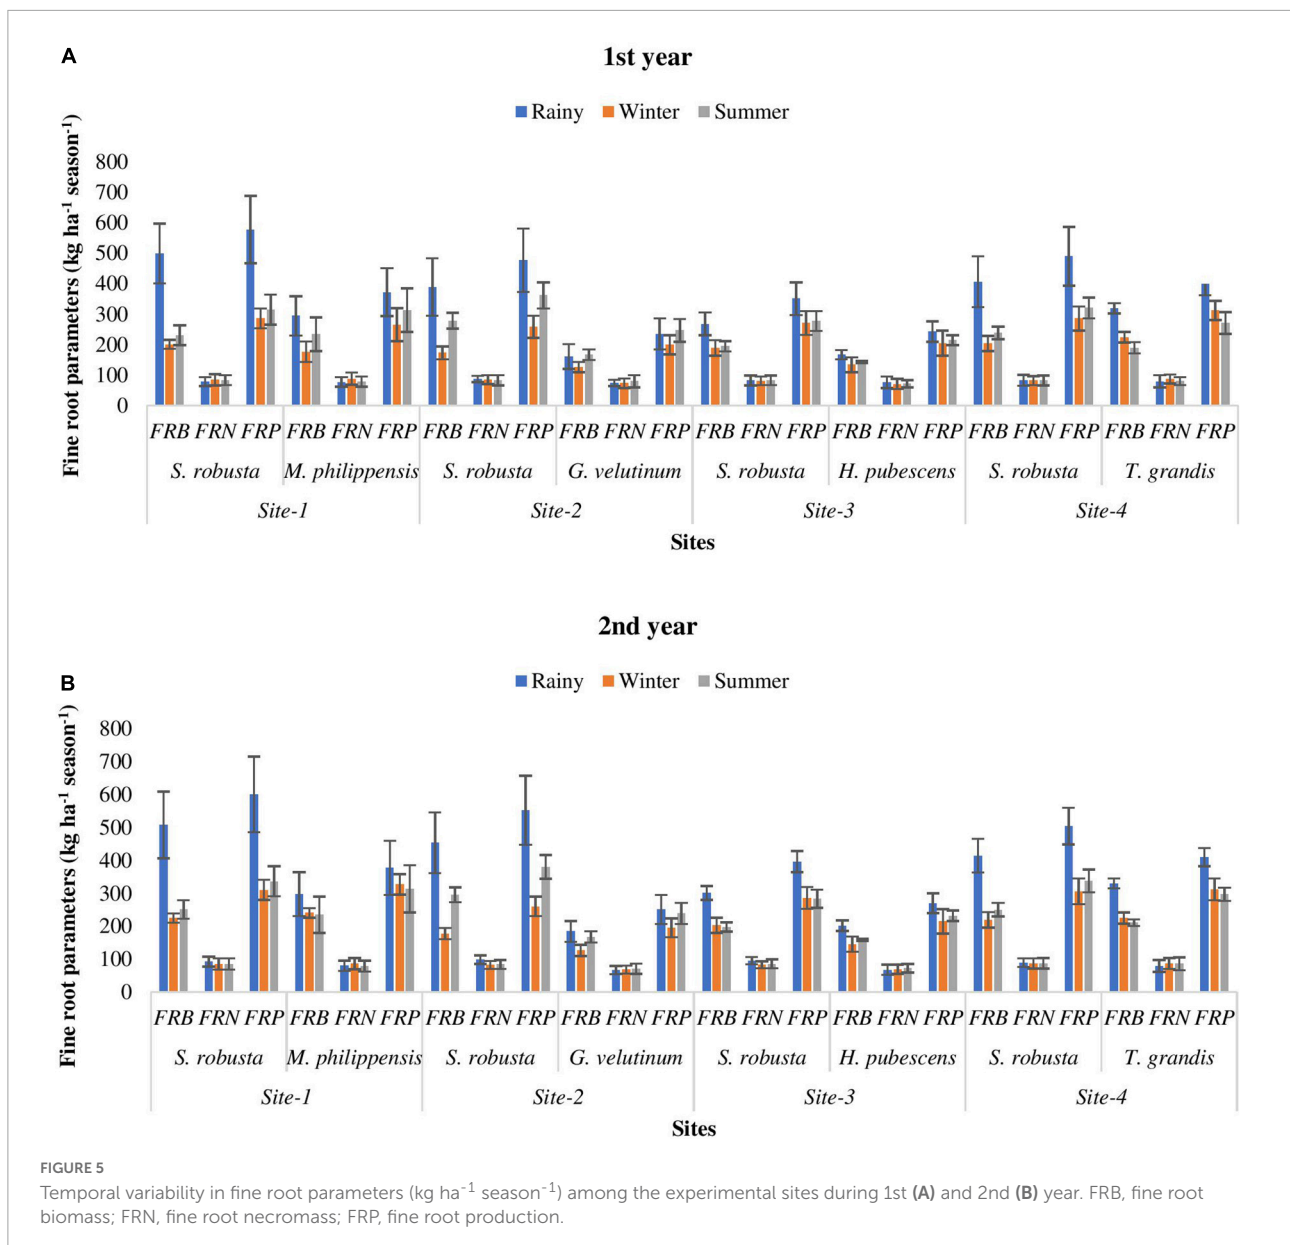 A
1st year
Rainy Winter Summer
Fine root parameters (kg ha-1 season-1)
800
700
600
500
400
300
200
100
0
FRB FRN FRP FRB FRN FRP FRB FRN FRP FRB FRN FRP FRB FRN FRP FRB FRN FRP FRB FRN FRP FRB FRN FRP
S. robusta M. philippensis S. robusta G. velutinum S. robusta H. pubescens S. robusta T. grandis
Site-1 Site-2 Site-3 Site-4
Sites
2nd year
B
Rainy Winter Summer
Fine root parameters (kg ha-1 season-1)
800
700
600
500
400
300
200
100
0
FRB FRN FRP FRB FRN FRP FRB FRN FRP FRB FRN FRP FRB FRN FRP FRB FRN FRP FRB FRN FRP FRB FRN FRP
S. robusta M. philippensis S. robusta G. velutinum S. robusta H. pubescens S. robusta T. grandis
Site-1 Site-2 Site-3 Site-4
Sites
FIGURE 5
Temporal variability in fine root parameters (kg ha-1 season-1) among the experimental sites during 1st (A) and 2nd (B) year. FRB, fine root
biomass; FRN, fine root necromass; FRP, fine root production.